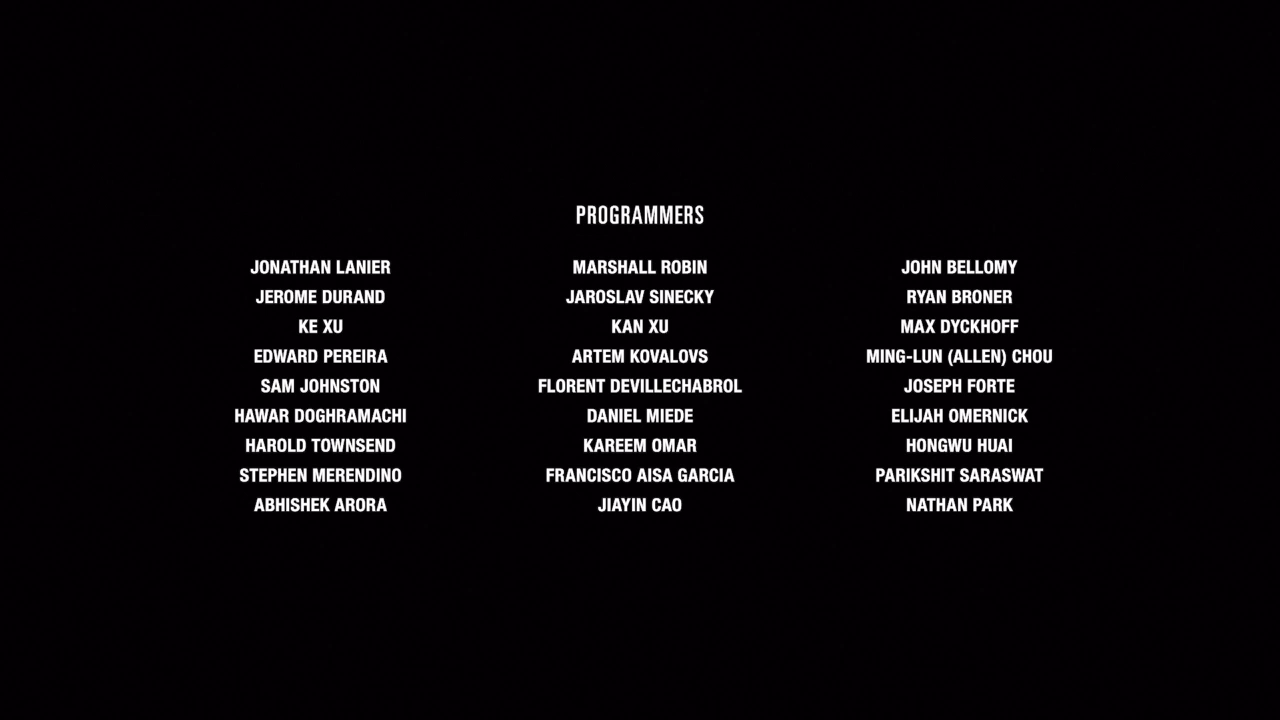 PROGRAMMERS
JONATHAN LANIER MARSHALL ROBIN JOHN BELLOMY
JEROME DURAND JAROSLAV SINECKY RYAN BRONER
KE XU KAN XU MAX DYCKHOFF
EDWARD PEREIRA ARTEM KOVALOVS MING-LUN (ALLEN) CHOU
SAM JOHNSTON FLORENT DEVILLECHABROL JOSEPH FORTE
HAWAR DOGHRAMACHI DANIEL MIEDE ELIJAH OMERNICK
HAROLD TOWNSEND KAREEM OMAR HONGWU HUAI
STEPHEN MERENDINO FRANCISCO AISA GARCIA PARIKSHIT SARASWAT
ABHISHEK ARORA JIAYIN CAO NATHAN PARK